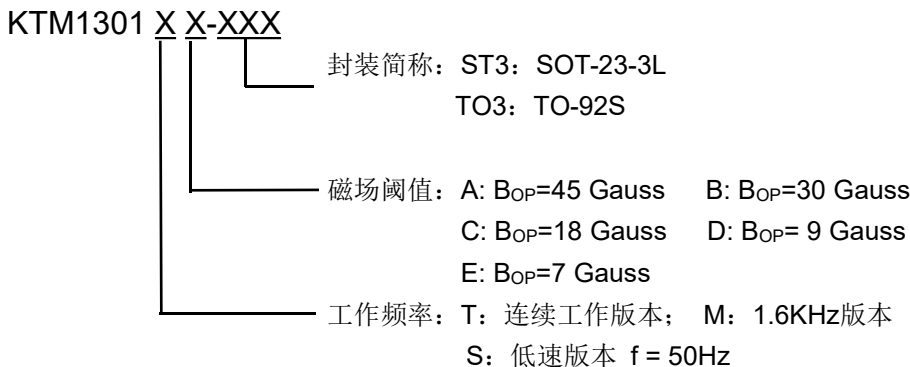 KTM1301 X X-XXX
封装简称：ST3：SOT-23-3L
TO3：TO-92S
磁场阈值：A: BOP=45 Gauss B: BOP=30 Gauss
C: BOP=18 Gauss D: BOP= 9 Gauss
E: BOP=7 Gauss
工作频率：T：连续工作版本； M：1.6KHz版本
S：低速版本 f = 50Hz